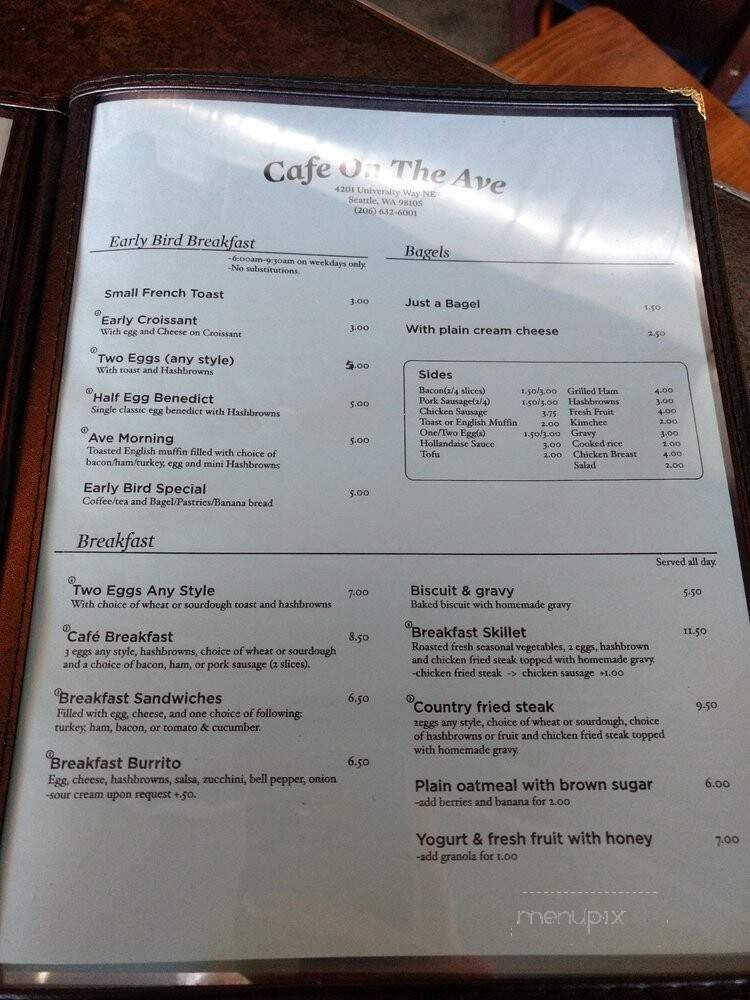 Cafe On The Ave
4201 University Way NE
Seattle, WA 98105
(206) 632-6001
Early Bird Breakfast
-6:00am-9:30am on weekdays only.
-No substitutions.
Small French Toast 3.00
Early Croissant 3.00
With egg and Cheese on Croissant
Two Eggs (any style) 5.00
With toast and Hashbrowns
Half Egg Benedict 5.00
Single classic egg benedict with Hashbrowns
Ave Morning 5.00
Toasted English muffin filled with choice of
bacon/ham/turkey, egg and mini Hashbrowns
Early Bird Special 5.00
Coffee/tea and Bagel/Pastries/Banana bread
Bagels
Just a Bagel 1.50
With plain cream cheese 2.50
Sides
Bacon(2/4 slices) 1.50/3.00 Grilled Ham 4.00
Pork Sausage(2/4) 1.50/3.00 Hashbrowns 3.00
Chicken Sausage 3.75 Fresh Fruit 4.00
Toast or English Muffin 2.00 Kimchee 2.00
One/Two Egg(s) 1.50/3.00 Gravy 3.00
Hollandaise Sauce 3.00 Cooked rice 2.00
Tofu 2.00 Chicken Breast 4.00
Salad 2.00
Breakfast
Served all day.
Two Eggs Any Style 7.00
With choice of wheat or sourdough toast and hashbrowns
Café Breakfast 8.50
3 eggs any style, hashbrowns, choice of wheat or sourdough
and a choice of bacon, ham, or pork sausage (2 slices).
Breakfast Sandwiches 6.50
Filled with egg, cheese, and one choice of following:
turkey, ham, bacon, or tomato & cucumber.
Breakfast Burrito 6.50
Egg, cheese, hashbrowns, salsa, zucchini, bell pepper, onion
-sour cream upon request +.50.
Biscuit & gravy 5.50
Baked biscuit with homemade gravy
Breakfast Skillet 11.50
Roasted fresh seasonal vegetables, 2 eggs, hashbrown
and chicken fried steak topped with homemade gravy.
-chicken fried steak -> chicken sausage +1.00
Country fried steak 9.50
2eggs any style, choice of wheat or sourdough, choice
of hashbrowns or fruit and chicken fried steak topped
with homemade gravy.
Plain oatmeal with brown sugar 6.00
-add berries and banana for 2.00
Yogurt & fresh fruit with honey 7.00
-add granola for 1.00
menupix